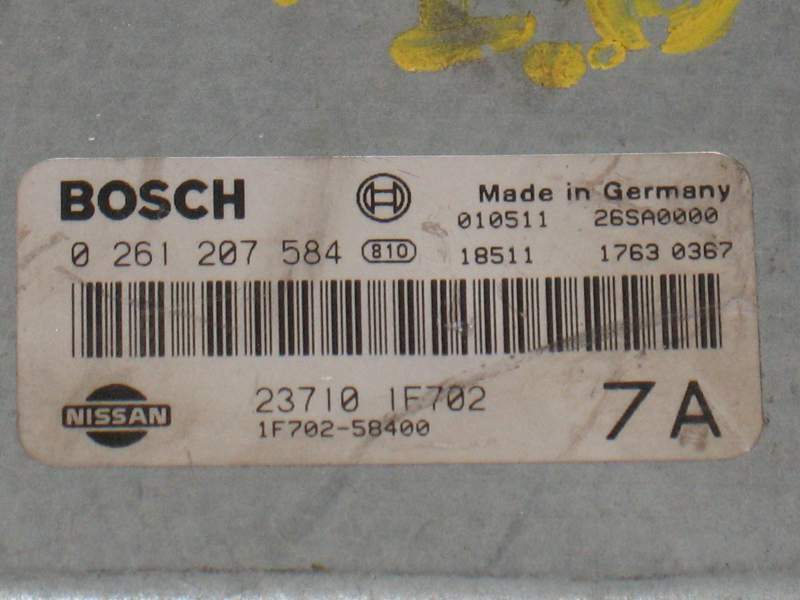 BOSCH Made in Germany
010511 26SA0000
0 261 207 584 810 18511 1763 0367
NISSAN 23710 1F702 7A
1F702-58400